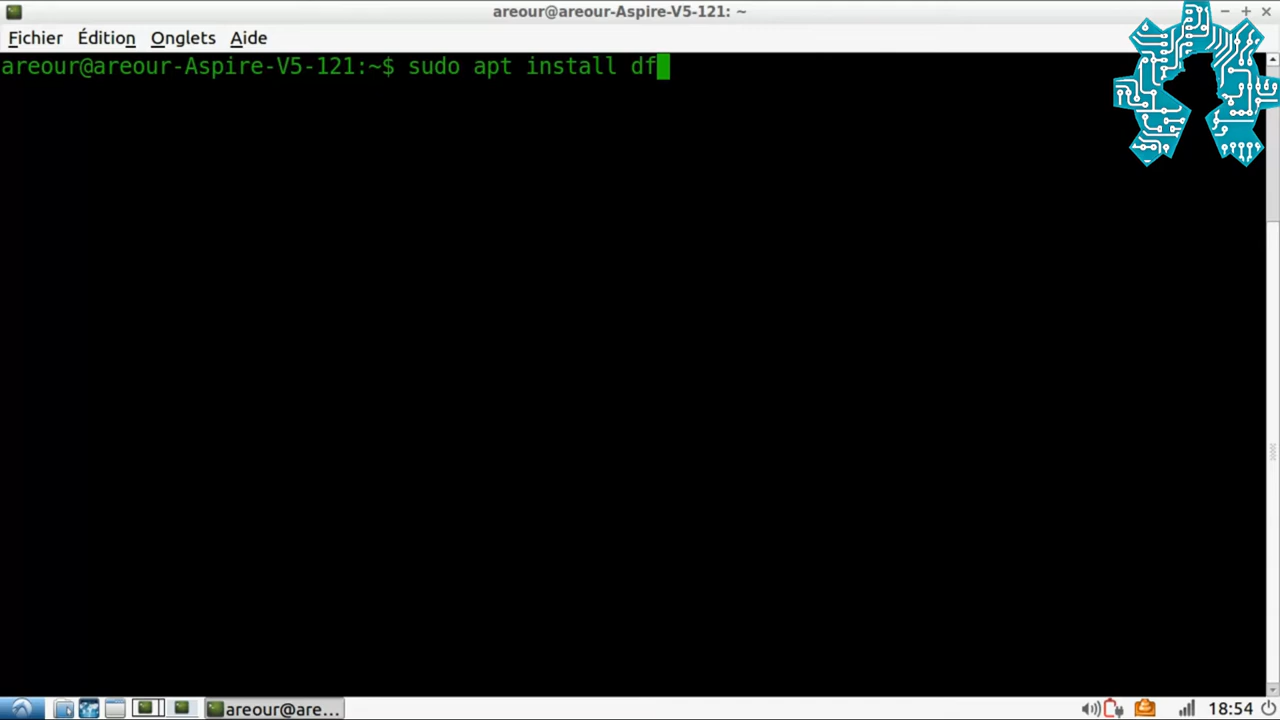 areour@areour-Aspire-V5-121: ~
Fichier Édition Onglets Aide
areour@areour-Aspire-V5-121:~$ sudo apt install df
areour@are...
18:54